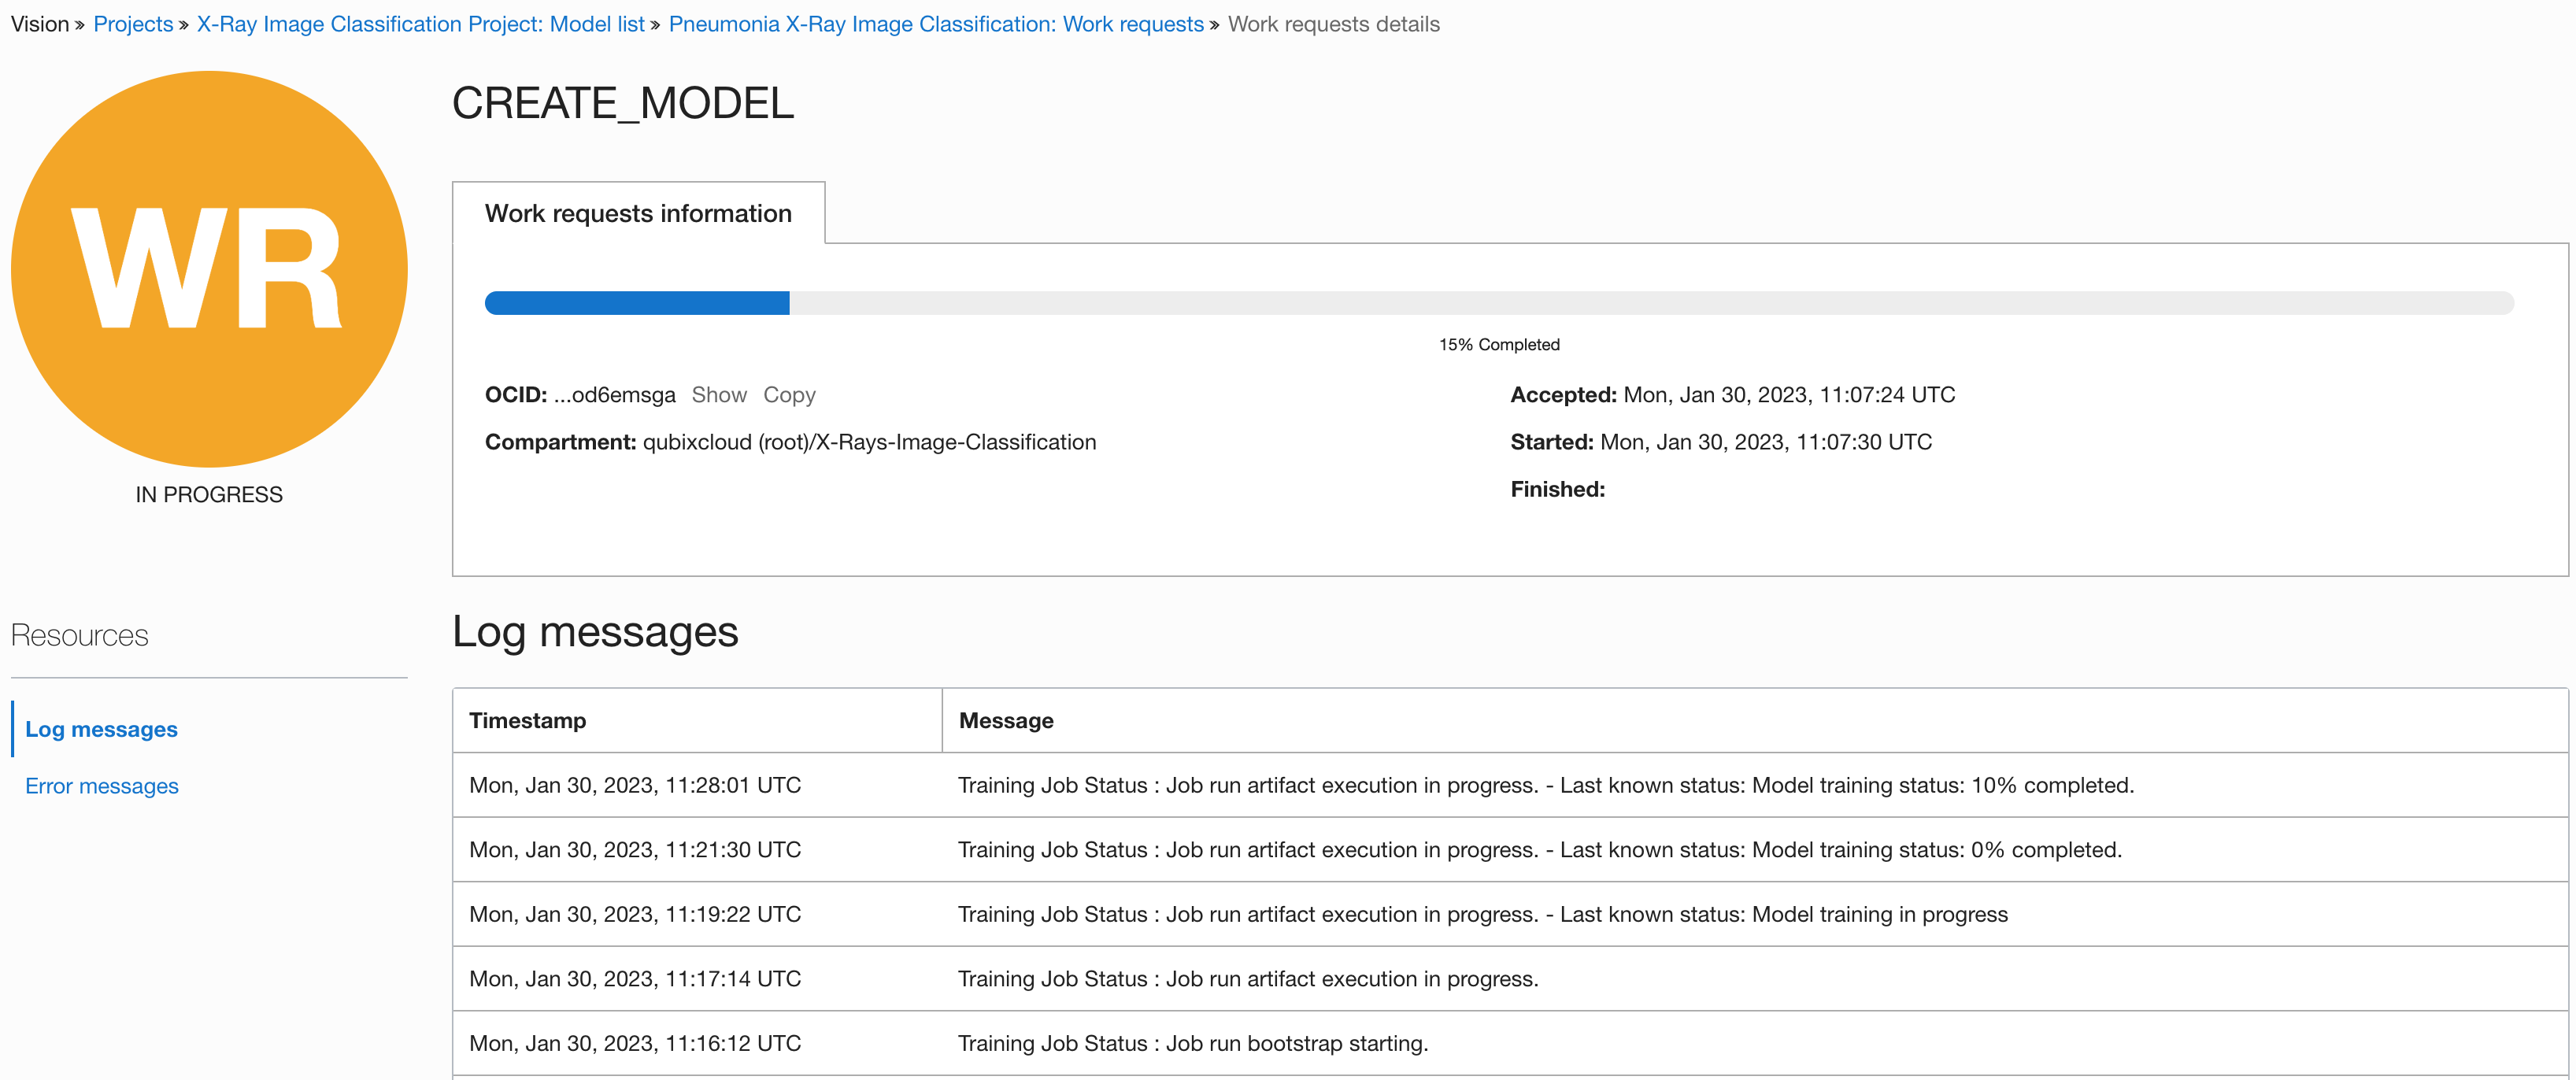 Vision » Projects » X-Ray Image Classification Project: Model list » Pneumonia X-Ray Image Classification: Work requests » Work requests details
WR
IN PROGRESS
CREATE_MODEL
Work requests information
15% Completed
OCID: ...od6emsga Show Copy
Compartment: qubixcloud (root)/X-Rays-Image-Classification
Accepted: Mon, Jan 30, 2023, 11:07:24 UTC
Started: Mon, Jan 30, 2023, 11:07:30 UTC
Finished:
Resources
Log messages
Error messages
Log messages
Timestamp Message
Mon, Jan 30, 2023, 11:28:01 UTC Training Job Status : Job run artifact execution in progress. - Last known status: Model training status: 10% completed.
Mon, Jan 30, 2023, 11:21:30 UTC Training Job Status : Job run artifact execution in progress. - Last known status: Model training status: 0% completed.
Mon, Jan 30, 2023, 11:19:22 UTC Training Job Status : Job run artifact execution in progress. - Last known status: Model training in progress
Mon, Jan 30, 2023, 11:17:14 UTC Training Job Status : Job run artifact execution in progress.
Mon, Jan 30, 2023, 11:16:12 UTC Training Job Status : Job run bootstrap starting.